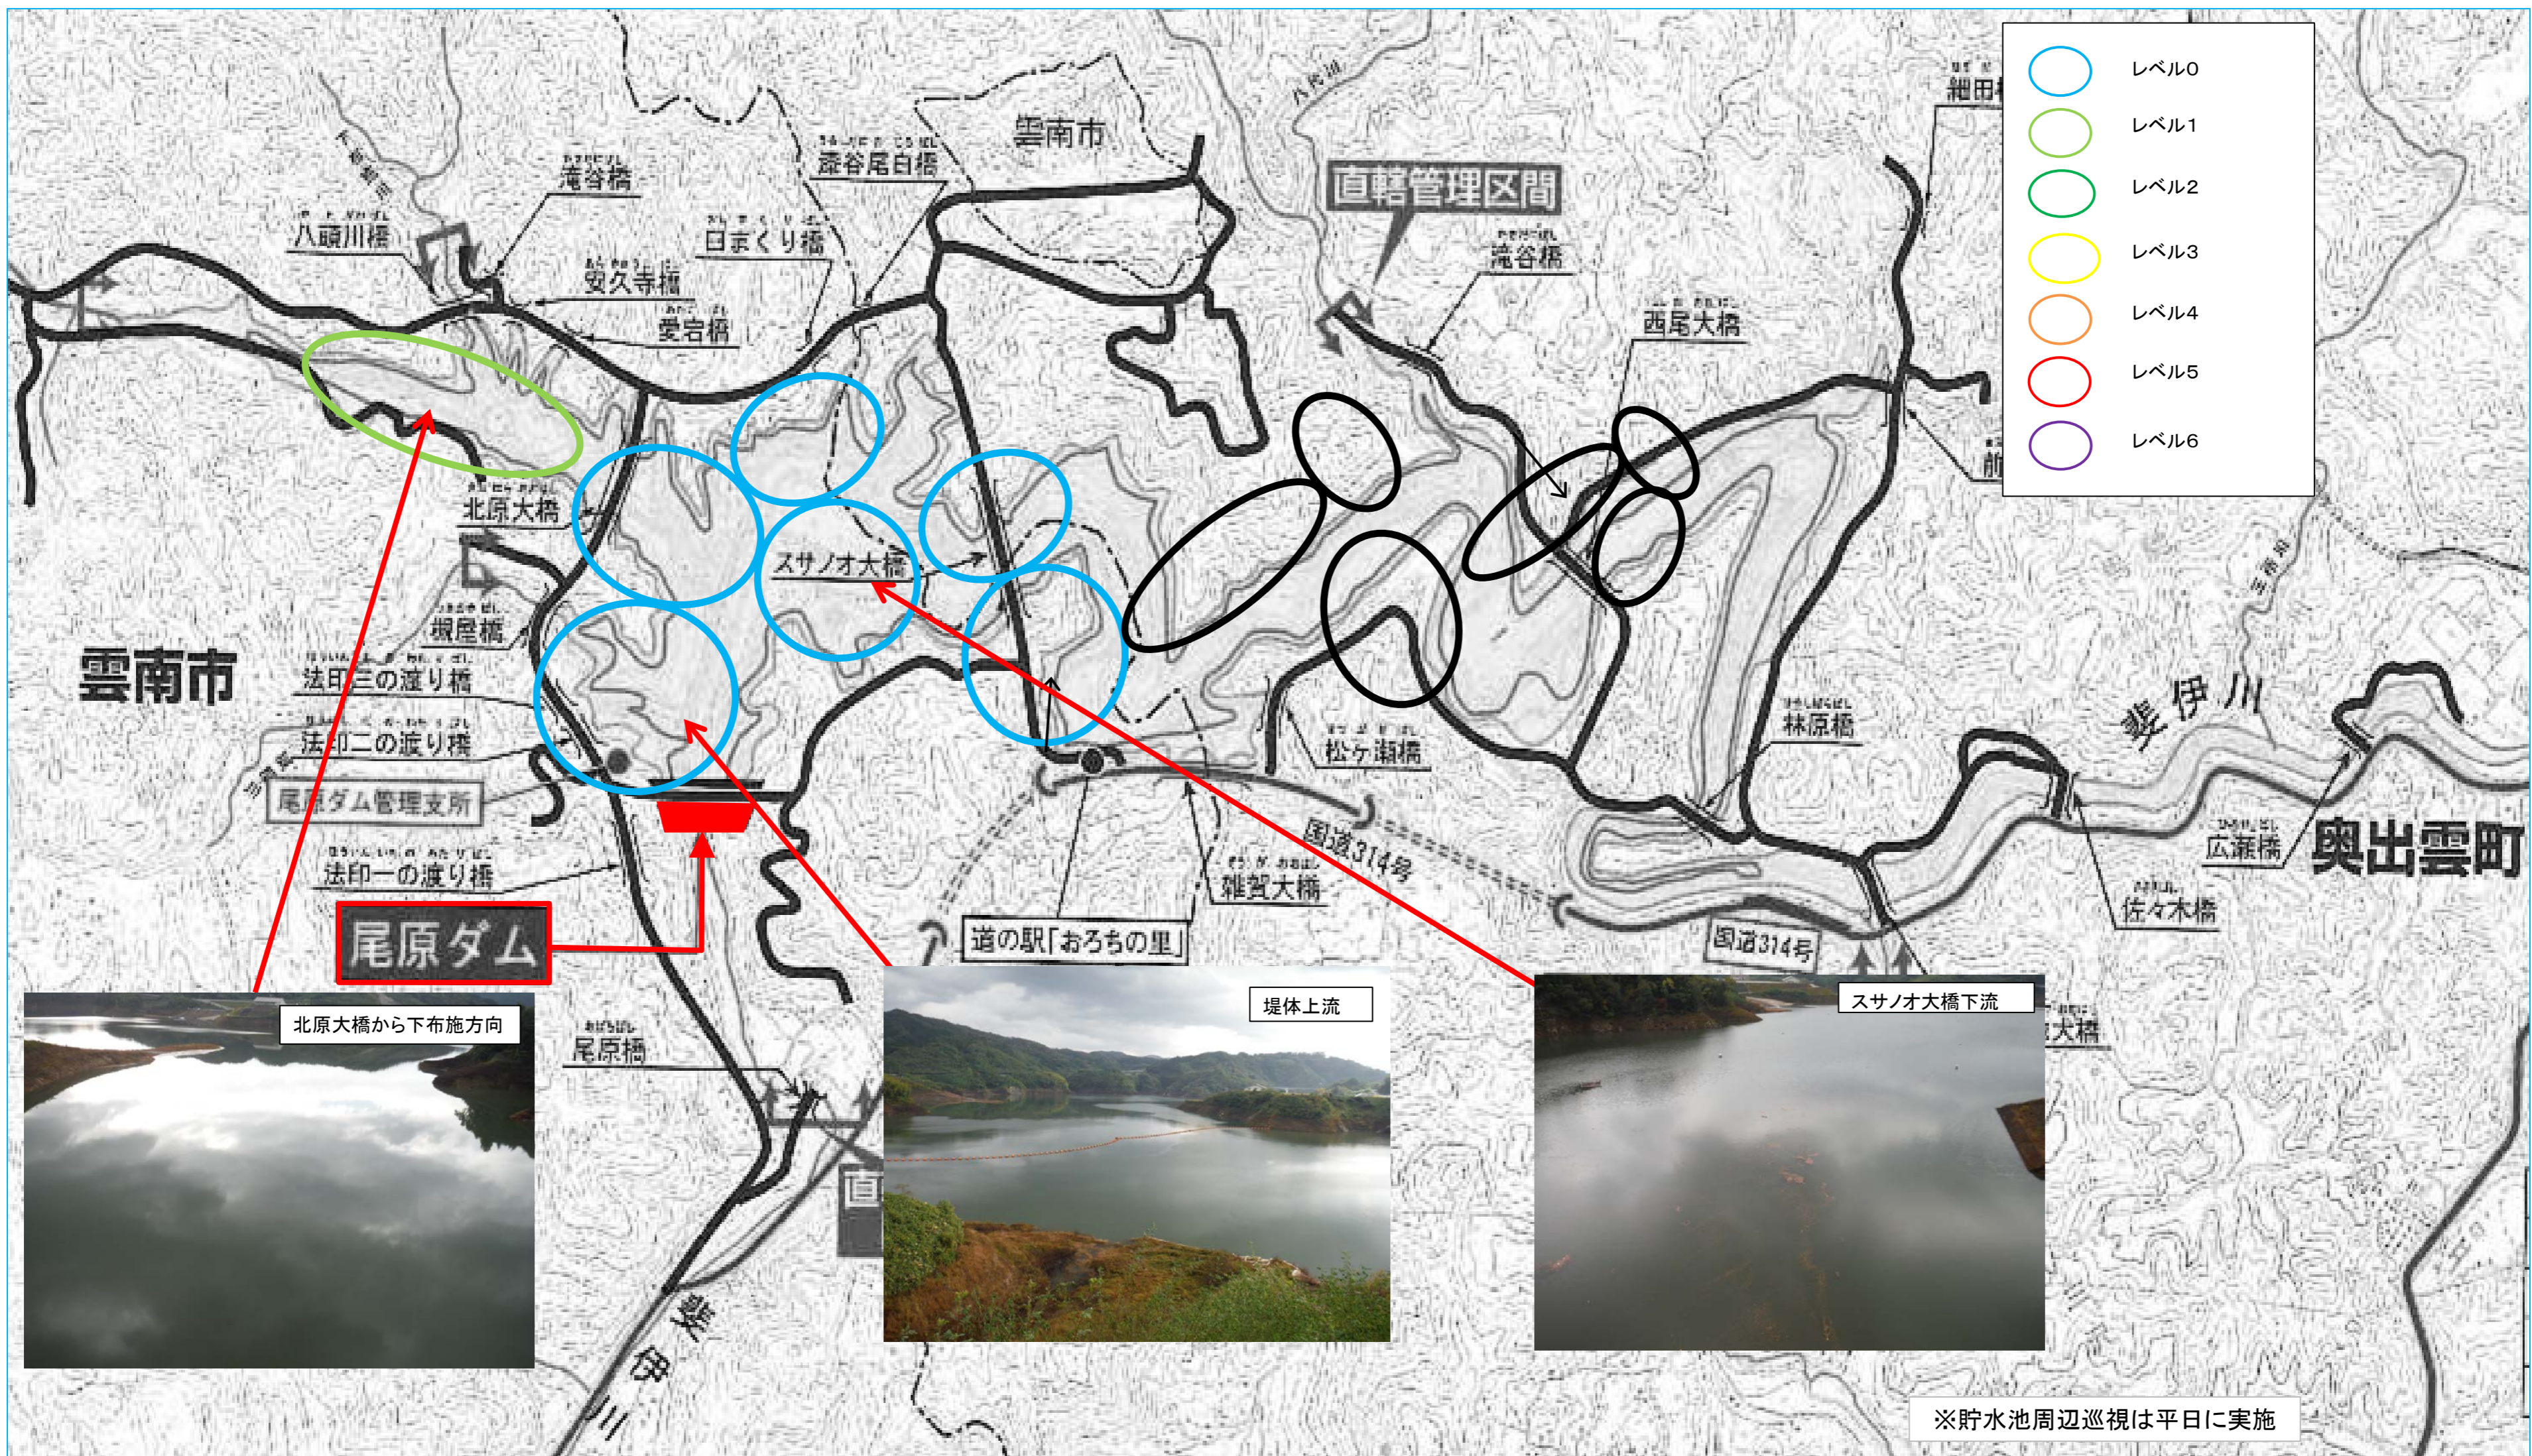 レベル0
レベル1
レベル2
レベル3
レベル4
レベル5
レベル6
雲南市
滝谷橋
八頭川橋
安久寺橋
愛宕橋
日まくり橋
直轄管理区間
滝谷橋
西尾大橋
北原大橋
スサノオ大橋
槻屋橋
雲南市
法印三の渡り橋
法印二の渡り橋
尾原ダム管理支所
法印一の渡り橋
尾原ダム
松ヶ瀬橋
林原橋
斐伊川
広瀬橋
奥出雲町
佐々木橋
国道314号
雑賀大橋
道の駅「おろちの里」
国道314号
尾原橋
北原大橋から下布施方向
堤体上流
スサノオ大橋下流
大橋
斐伊川
※貯水池周辺巡視は平日に実施